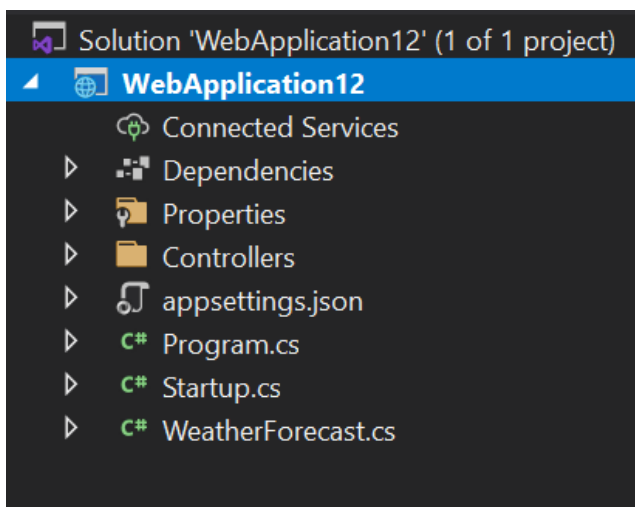 Solution 'WebApplication12' (1 of 1 project)
WebApplication12
Connected Services
Dependencies
Properties
Controllers
appsettings.json
C# Program.cs
C# Startup.cs
C# WeatherForecast.cs